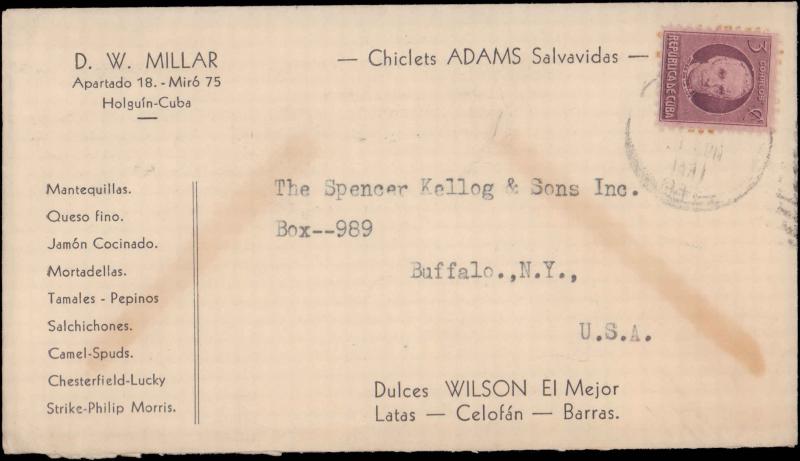 D. W. MILLAR
Apartado 18. - Miró 75
Holguín-Cuba
— Chiclets ADAMS Salvavidas —
3 CORREOS ¢
REPUBLICA DE CUBA
Mantequillas.
Queso fino.
Jamón Cocinado.
Mortadellas.
Tamales - Pepinos
Salchichones.
Camel-Spuds.
Chesterfield-Lucky
Strike-Philip Morris.
The Spencer Kellog & Sons Inc.
Box--989
Buffalo.,N.Y.,
U.S.A.
Dulces WILSON El Mejor
Latas — Celofán — Barras.